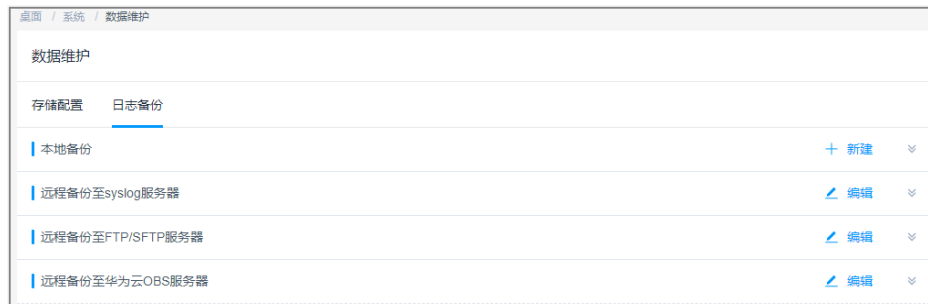 桌面 / 系统 / 数据维护
数据维护
存储配置 日志备份
本地备份 新建
远程备份至syslog服务器 编辑
远程备份至FTP/SFTP服务器 编辑
远程备份至华为云OBS服务器 编辑